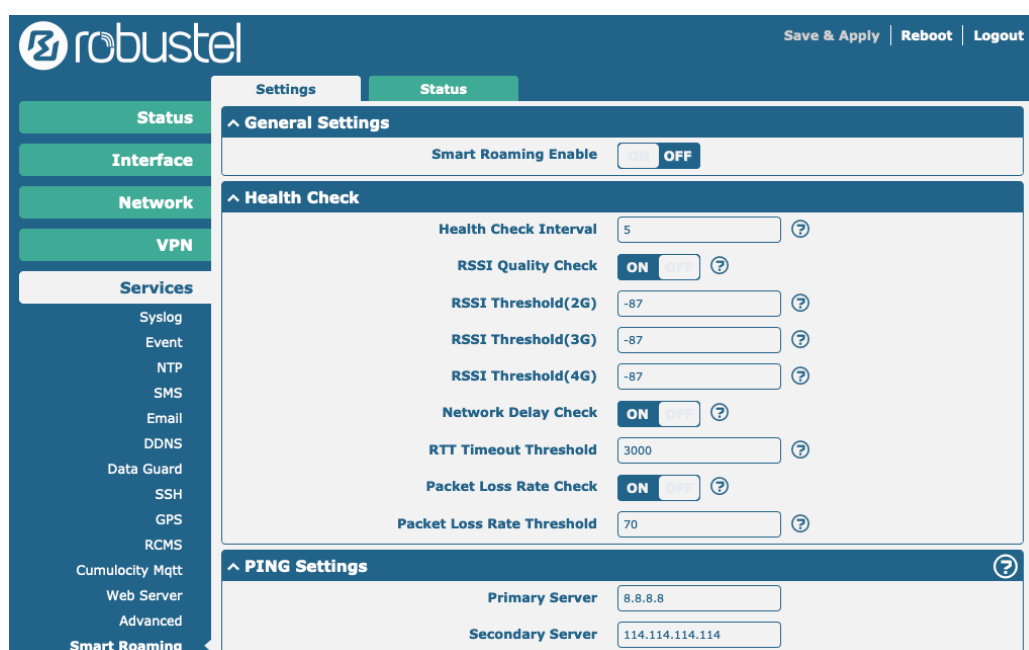 robustel
Save & Apply | Reboot | Logout
Settings Status
Status
Interface
Network
VPN
Services
Syslog
Event
NTP
SMS
Email
DDNS
Data Guard
SSH
GPS
RCMS
Cumulocity Mqtt
Web Server
Advanced
Smart Roaming
^ General Settings
Smart Roaming Enable ON OFF
^ Health Check
Health Check Interval 5 ?
RSSI Quality Check ON OFF ?
RSSI Threshold(2G) -87 ?
RSSI Threshold(3G) -87 ?
RSSI Threshold(4G) -87 ?
Network Delay Check ON OFF ?
RTT Timeout Threshold 3000 ?
Packet Loss Rate Check ON OFF ?
Packet Loss Rate Threshold 70 ?
^ PING Settings ?
Primary Server 8.8.8.8
Secondary Server 114.114.114.114